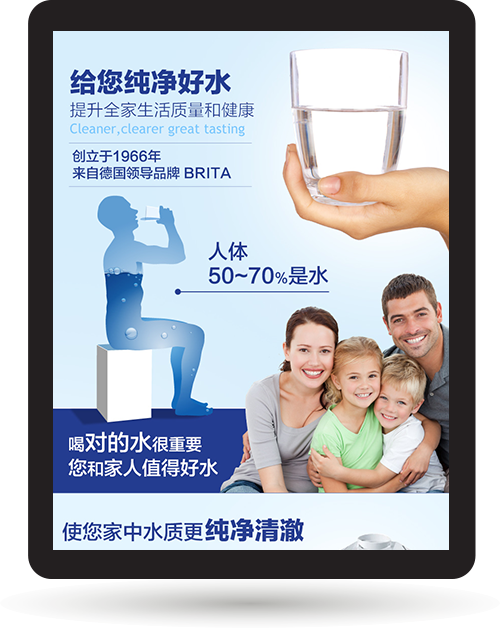 给您纯净好水
提升全家生活质量和健康
Cleaner,clearer great tasting
创立于1966年
来自德国领导品牌 BRITA
人体
50~70%是水
喝对的水很重要
您和家人值得好水
使您家中水质更纯净清澈